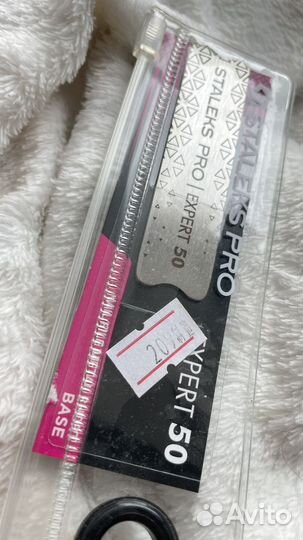 STALEKS PRO | EXPERT 50
STALEKS PRO
EXPERT 50
BASE
Avito